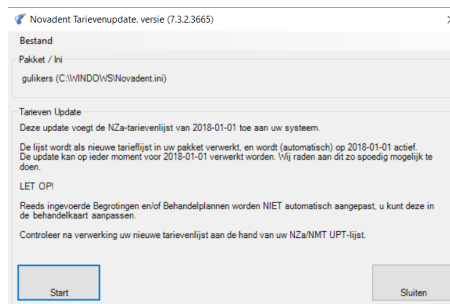 Novadent Tarievenupdate. versie (7.3.2.3665)
Bestand
Pakket / Ini
gulikers (C:\WINDOWS\Novadent.ini)
Tarieven Update
Deze update voegt de NZa-tarievenlijst van 2018-01-01 toe aan uw systeem.
De lijst wordt als nieuwe tarieflijst in uw pakket verwerkt, en wordt (automatisch) op 2018-01-01 actief.
De update kan op ieder moment voor 2018-01-01 verwerkt worden. Wij raden aan dit zo spoedig mogelijk te
doen.
LET OP!
Reeds ingevoerde Begrotingen en/of Behandelplannen worden NIET automatisch aangepast, u kunt deze in
de behandelkaart aanpassen.
Controleer na verwerking uw nieuwe tarievenlijst aan de hand van uw NZa/NMT UPT-lijst.
Start
Sluiten